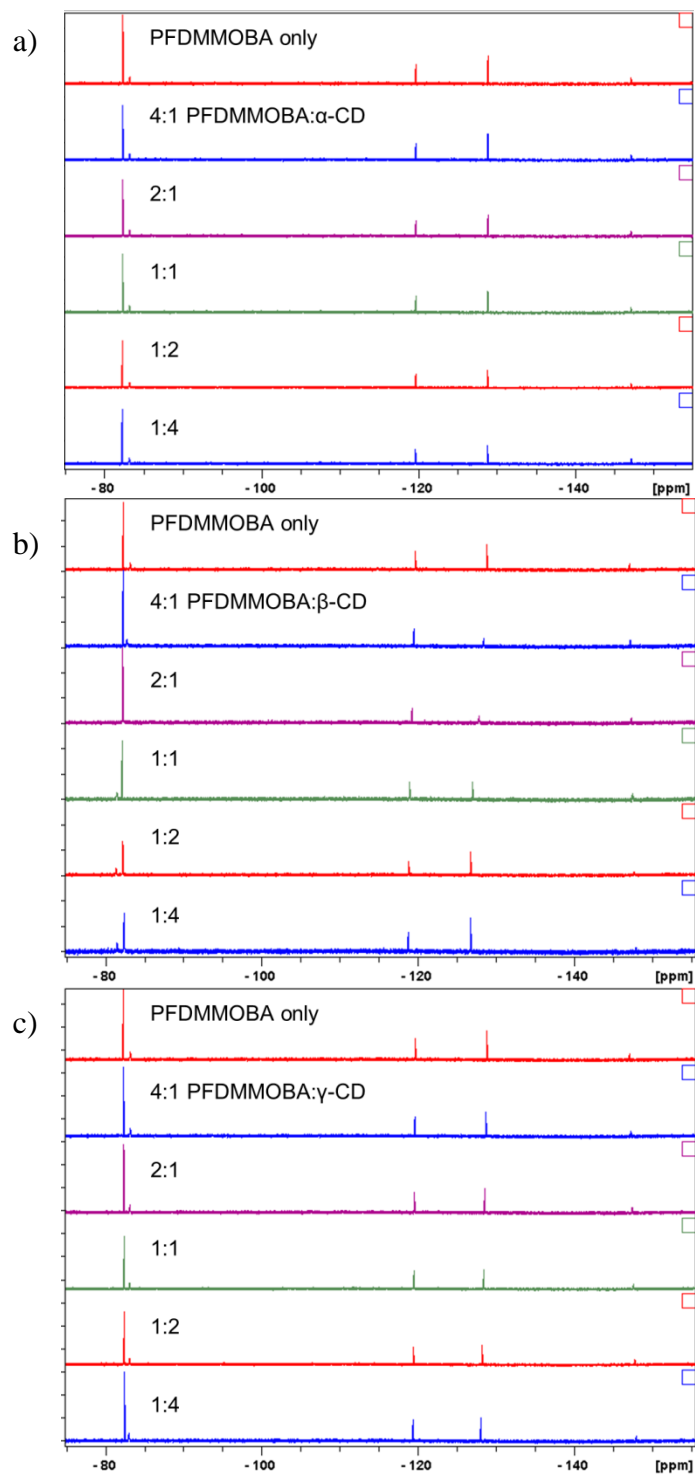 a)
PFDMMOBA only
4:1 PFDMMOBA:α-CD
2:1
1:1
1:2
1:4
-80 -100 -120 -140 [ppm]
b)
PFDMMOBA only
4:1 PFDMMOBA:β-CD
2:1
1:1
1:2
1:4
-80 -100 -120 -140 [ppm]
c)
PFDMMOBA only
4:1 PFDMMOBA:γ-CD
2:1
1:1
1:2
1:4
-80 -100 -120 -140 [ppm]